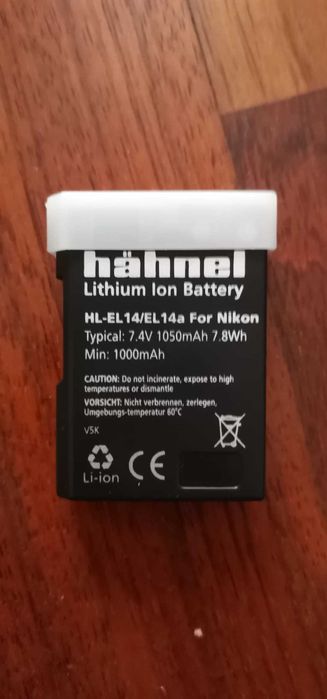 hähnel
Lithium Ion Battery
HL-EL14/EL14a For Nikon
Typical: 7.4V 1050mAh 7.8Wh
Min: 1000mAh
CAUTION: Do not incinerate, expose to high
temperatures or dismantle
VORSICHT: Nicht verbrennen, zerlegen,
Umgebungs-temperatur 60°C
V5K
Li-ion CE